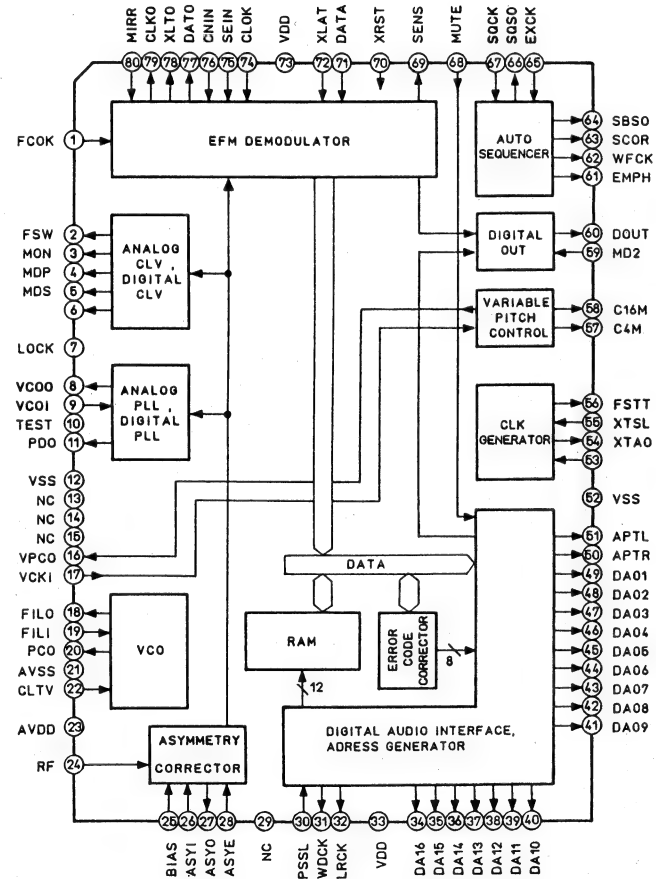 MIRR
CLKO
XLTO
DATO
CNIN
SEIN
CLOK
VDD
XLAT
DATA
XRST
SENS
MUTE
SQCK
SQSO
EXCK
80
79
78
77
76
75
74
73
72
71
70
69
68
67
66
65
FCOK 1
EFM DEMODULATOR
AUTO
SEQUENCER
64 SBSO
63 SCOR
62 WFCK
61 EMPH
FSW 2
MON 3
MDP 4
MDS 5
6
ANALOG
CLV ,
DIGITAL
CLV
DIGITAL
OUT
60 DOUT
59 MD2
VARIABLE
PITCH
CONTROL
58 C16M
57 C4M
LOCK 7
VCOO 8
VCOI 9
TEST 10
PDO 11
ANALOG
PLL ,
DIGITAL
PLL
CLK
GENERATOR
56 FSTT
55 XTSL
54 XTAO
53
VSS 12
NC 13
NC 14
NC 15
VPCO 16
VCKI 17
52 VSS
51 APTL
50 APTR
49 DA01
48 DA02
47 DA03
46 DA04
45 DA05
44 DA06
43 DA07
42 DA08
41 DA09
DATA
FILO 18
FILI 19
PCO 20
AVSS 21
CLTV 22
VCO
RAM
ERROR
CODE
CORRECTOR
8
12
AVDD 23
RF 24
ASYMMETRY
CORRECTOR
DIGITAL AUDIO INTERFACE,
ADRESS GENERATOR
25
26
27
28
29
30
31
32
33
34
35
36
37
38
39
40
BIAS
ASYI
ASYO
ASYE
NC
PSSL
WDCK
LRCK
VDD
DA16
DA15
DA14
DA13
DA12
DA11
DA10